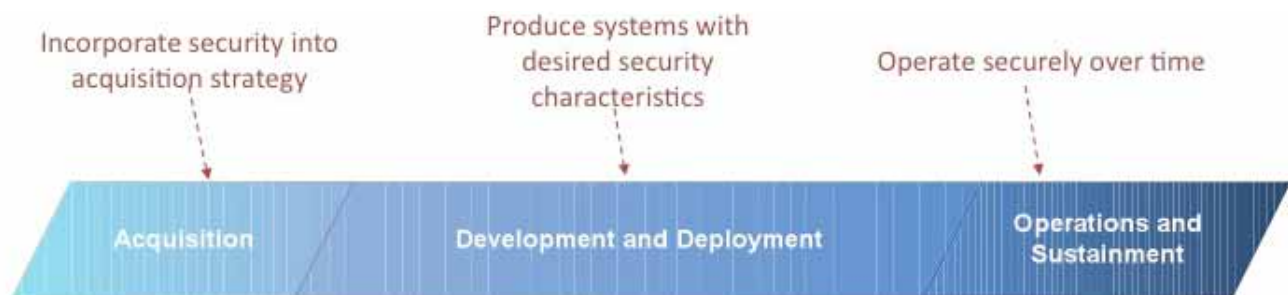 Incorporate security into
acquisition strategy
Produce systems with
desired security
characteristics
Operate securely over time
Acquisition
Development and Deployment
Operations and
Sustainment